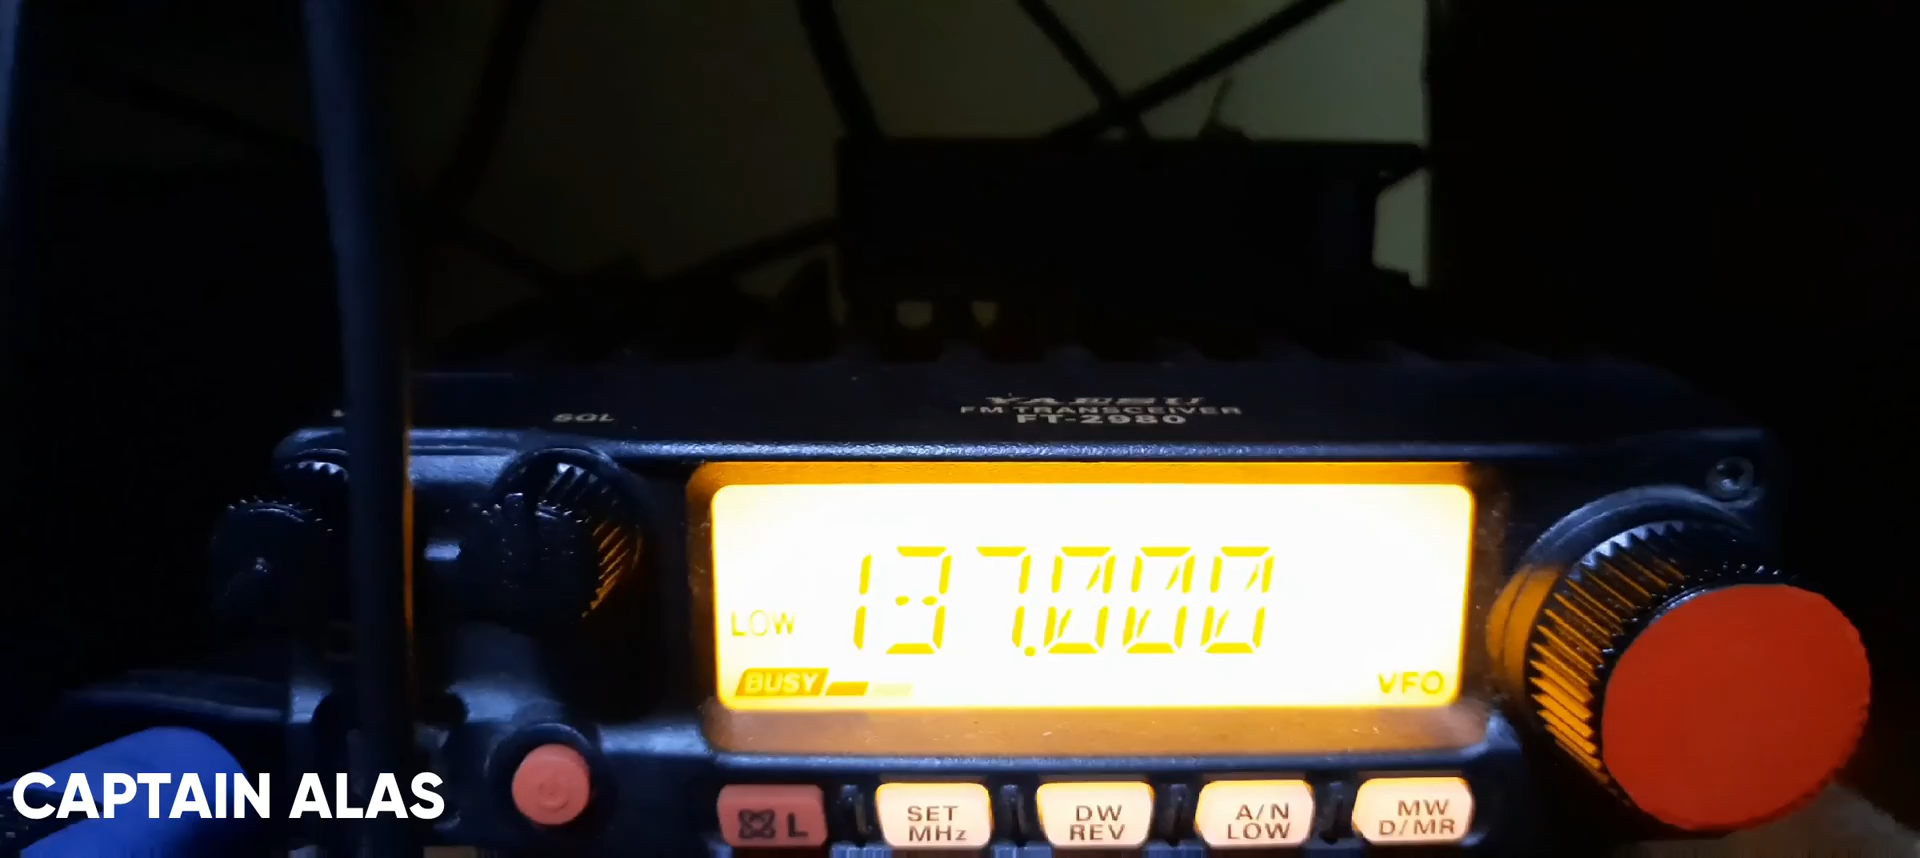 SQL
YAESU
FM TRANSCEIVER
FT-2980
137.000
LOW
BUSY
VFO
L
SET
MHz
DW
REV
A/N
LOW
MW
D/MR
CAPTAIN ALAS